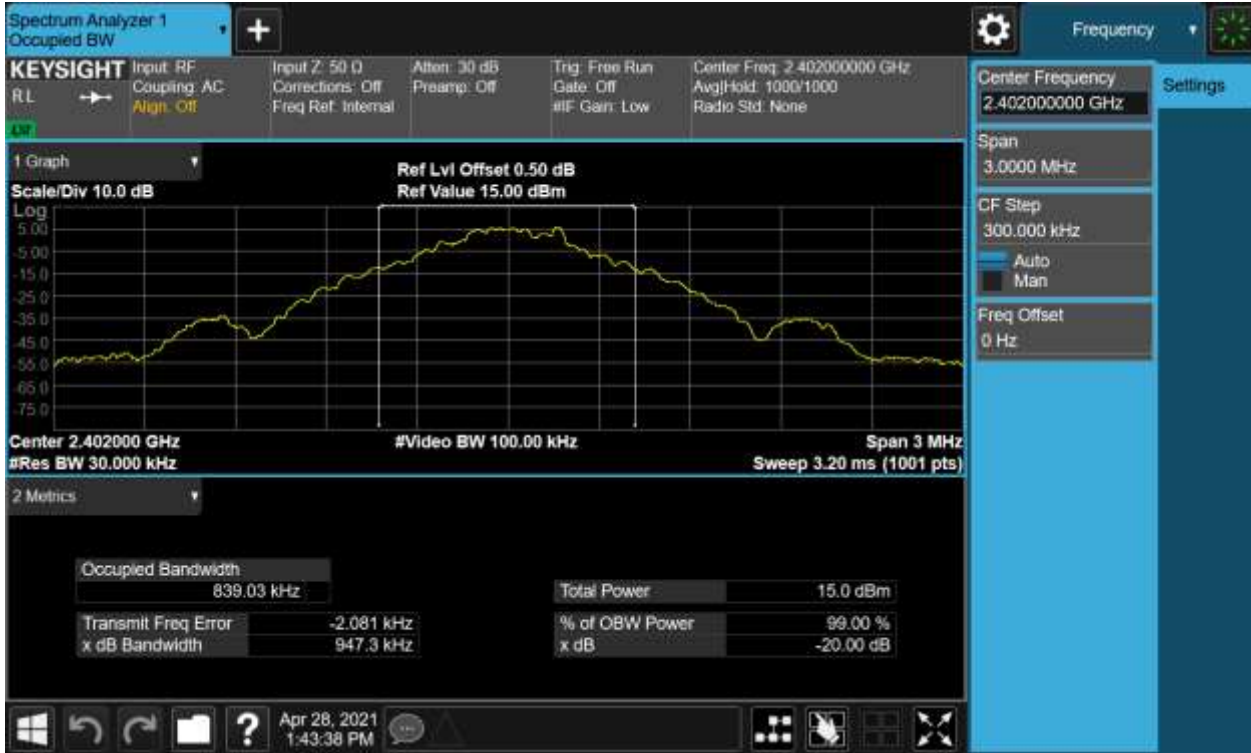 Spectrum Analyzer 1
Occupied BW
+
Frequency
KEYSIGHT
RL
Input: RF
Coupling: AC
Align: Off
Input Z: 50 Ω
Corrections: Off
Freq Ref: Internal
Atten: 30 dB
Preamp: Off
Trig: Free Run
Gate: Off
#IF Gain: Low
Center Freq: 2.402000000 GHz
Avg|Hold: 1000/1000
Radio Std: None
Center Frequency
2.402000000 GHz
Settings
Span
3.0000 MHz
CF Step
300.000 kHz
Auto
Man
Freq Offset
0 Hz
1 Graph
Scale/Div 10.0 dB
Ref Lvl Offset 0.50 dB
Ref Value 15.00 dBm
Log
5.00
-5.00
-15.0
-25.0
-35.0
-45.0
-55.0
-65.0
-75.0
Center 2.402000 GHz
#Video BW 100.00 kHz
Span 3 MHz
#Res BW 30.000 kHz
Sweep 3.20 ms (1001 pts)
2 Metrics
Occupied Bandwidth
839.03 kHz
Total Power 15.0 dBm
Transmit Freq Error -2.081 kHz
% of OBW Power 99.00 %
x dB Bandwidth 947.3 kHz
x dB -20.00 dB
?
Apr 28, 2021
1:43:38 PM